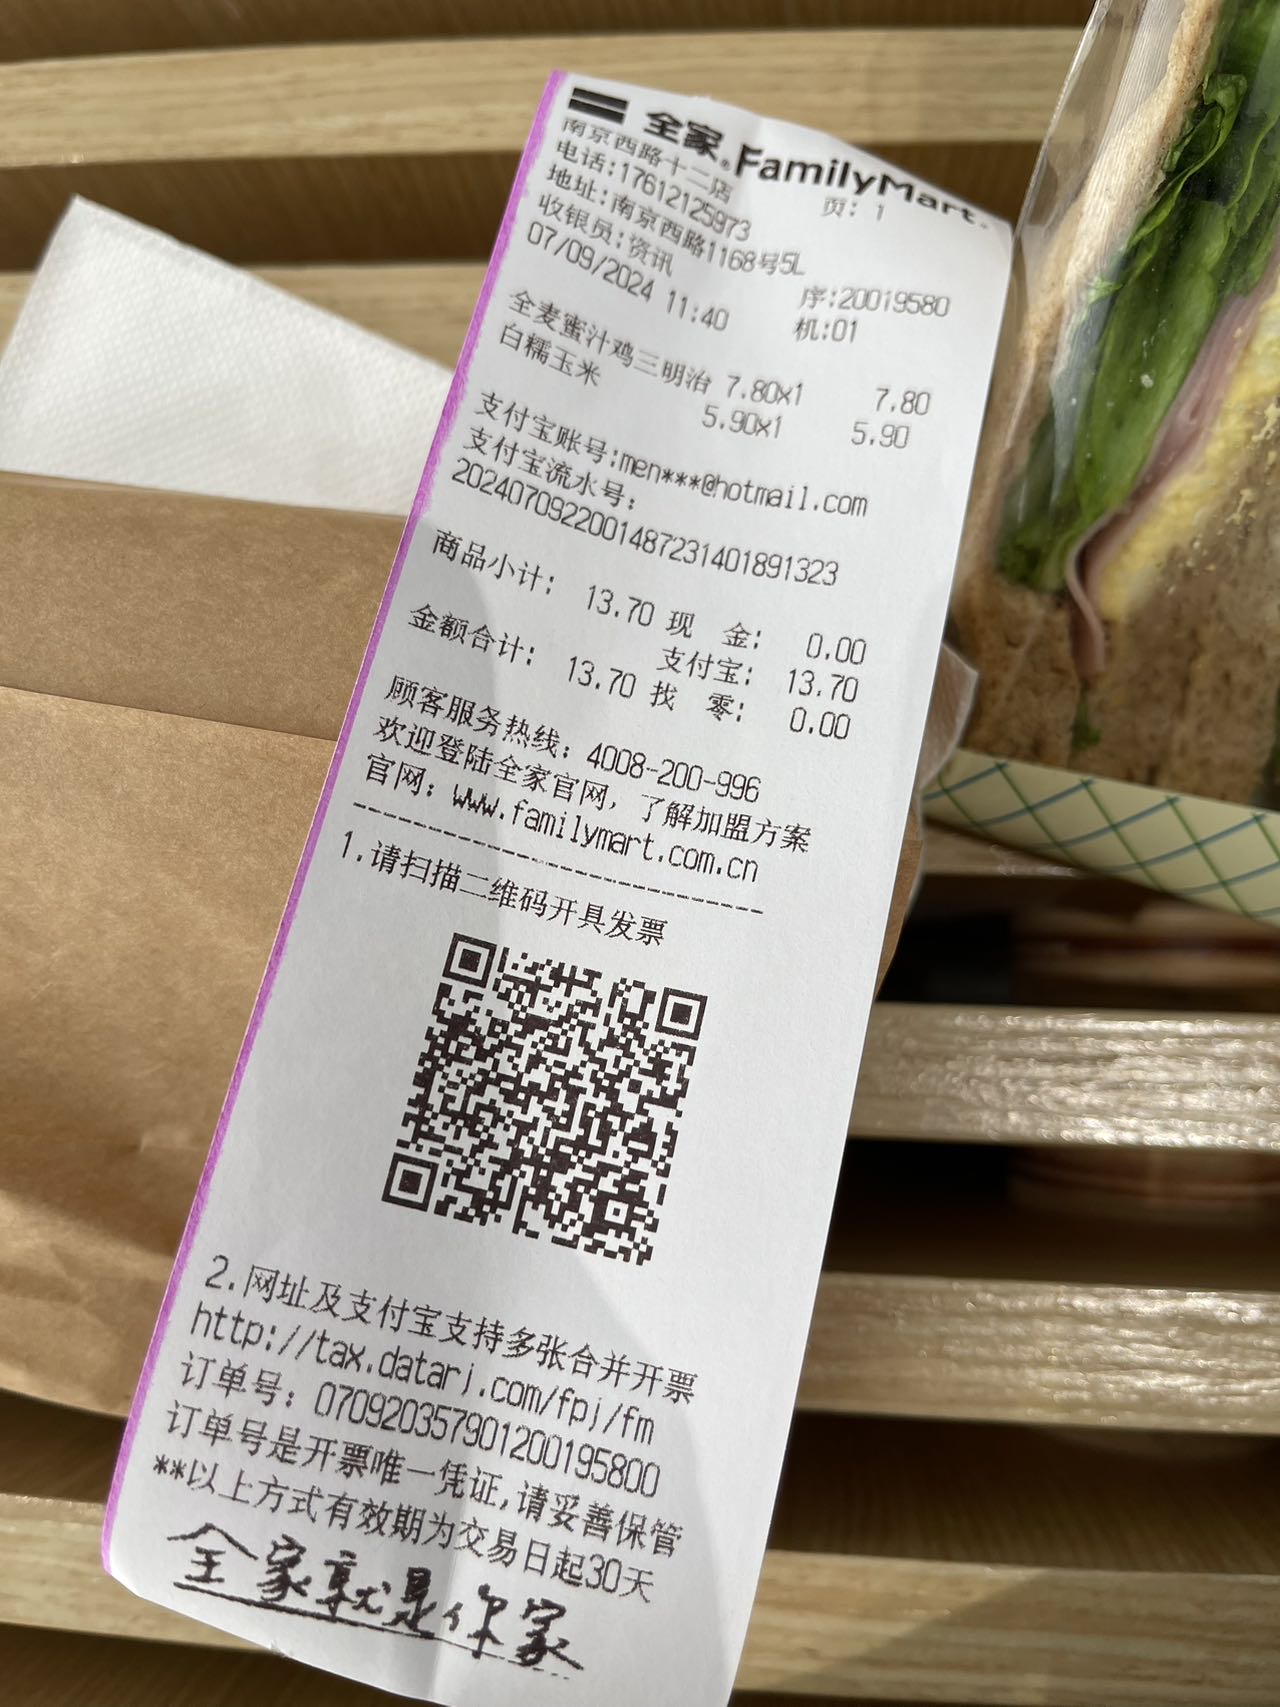 全家 FamilyMart
南京西路十二店 页: 1
电话:17612125973
地址:南京西路1168号5L
收银员:资讯 序:20019580
07/09/2024 11:40 机:01
全麦蜜汁鸡三明治 7.80x1 7.80
白糯玉米 5.90x1 5.90
支付宝账号:men***@hotmail.com
支付宝流水号:
2024070922001487231401891323
商品小计: 13.70 现 金: 0.00
支付宝: 13.70
金额合计: 13.70 找 零: 0.00
顾客服务热线: 4008-200-996
欢迎登陆全家官网, 了解加盟方案
官网: www.familymart.com.cn
1.请扫描二维码开具发票
2.网址及支付宝支持多张合并开票
http://tax.datarj.com/fpj/fm
订单号: 070920357901200195800
订单号是开票唯一凭证,请妥善保管
**以上方式有效期为交易日起30天
全家就是你家